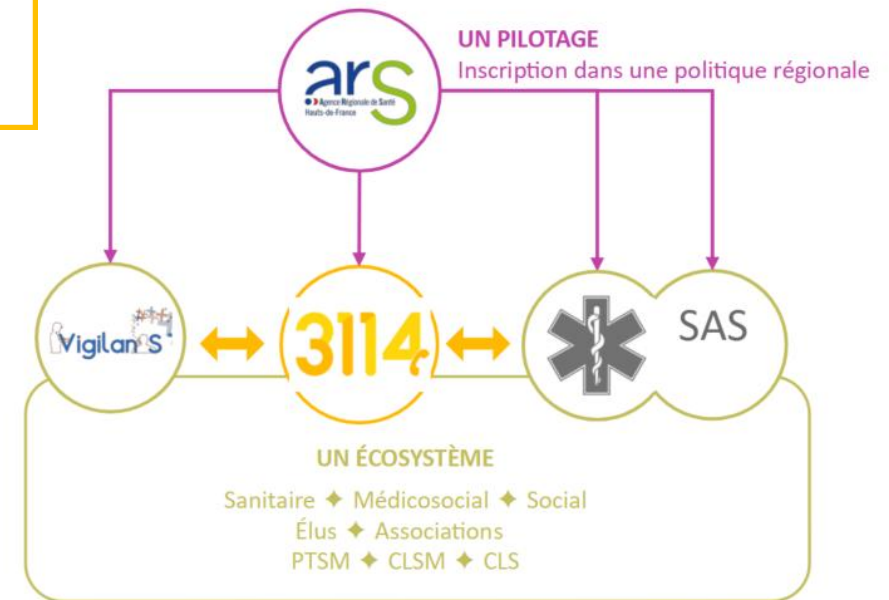 UN PILOTAGE
Inscription dans une politique régionale
ars
Agence Régionale de Santé
Hauts-de-France
VigilanS
3114
SAS
UN ÉCOSYSTÈME
Sanitaire ✦ Médicosocial ✦ Social
Élus ✦ Associations
PTSM ✦ CLSM ✦ CLS